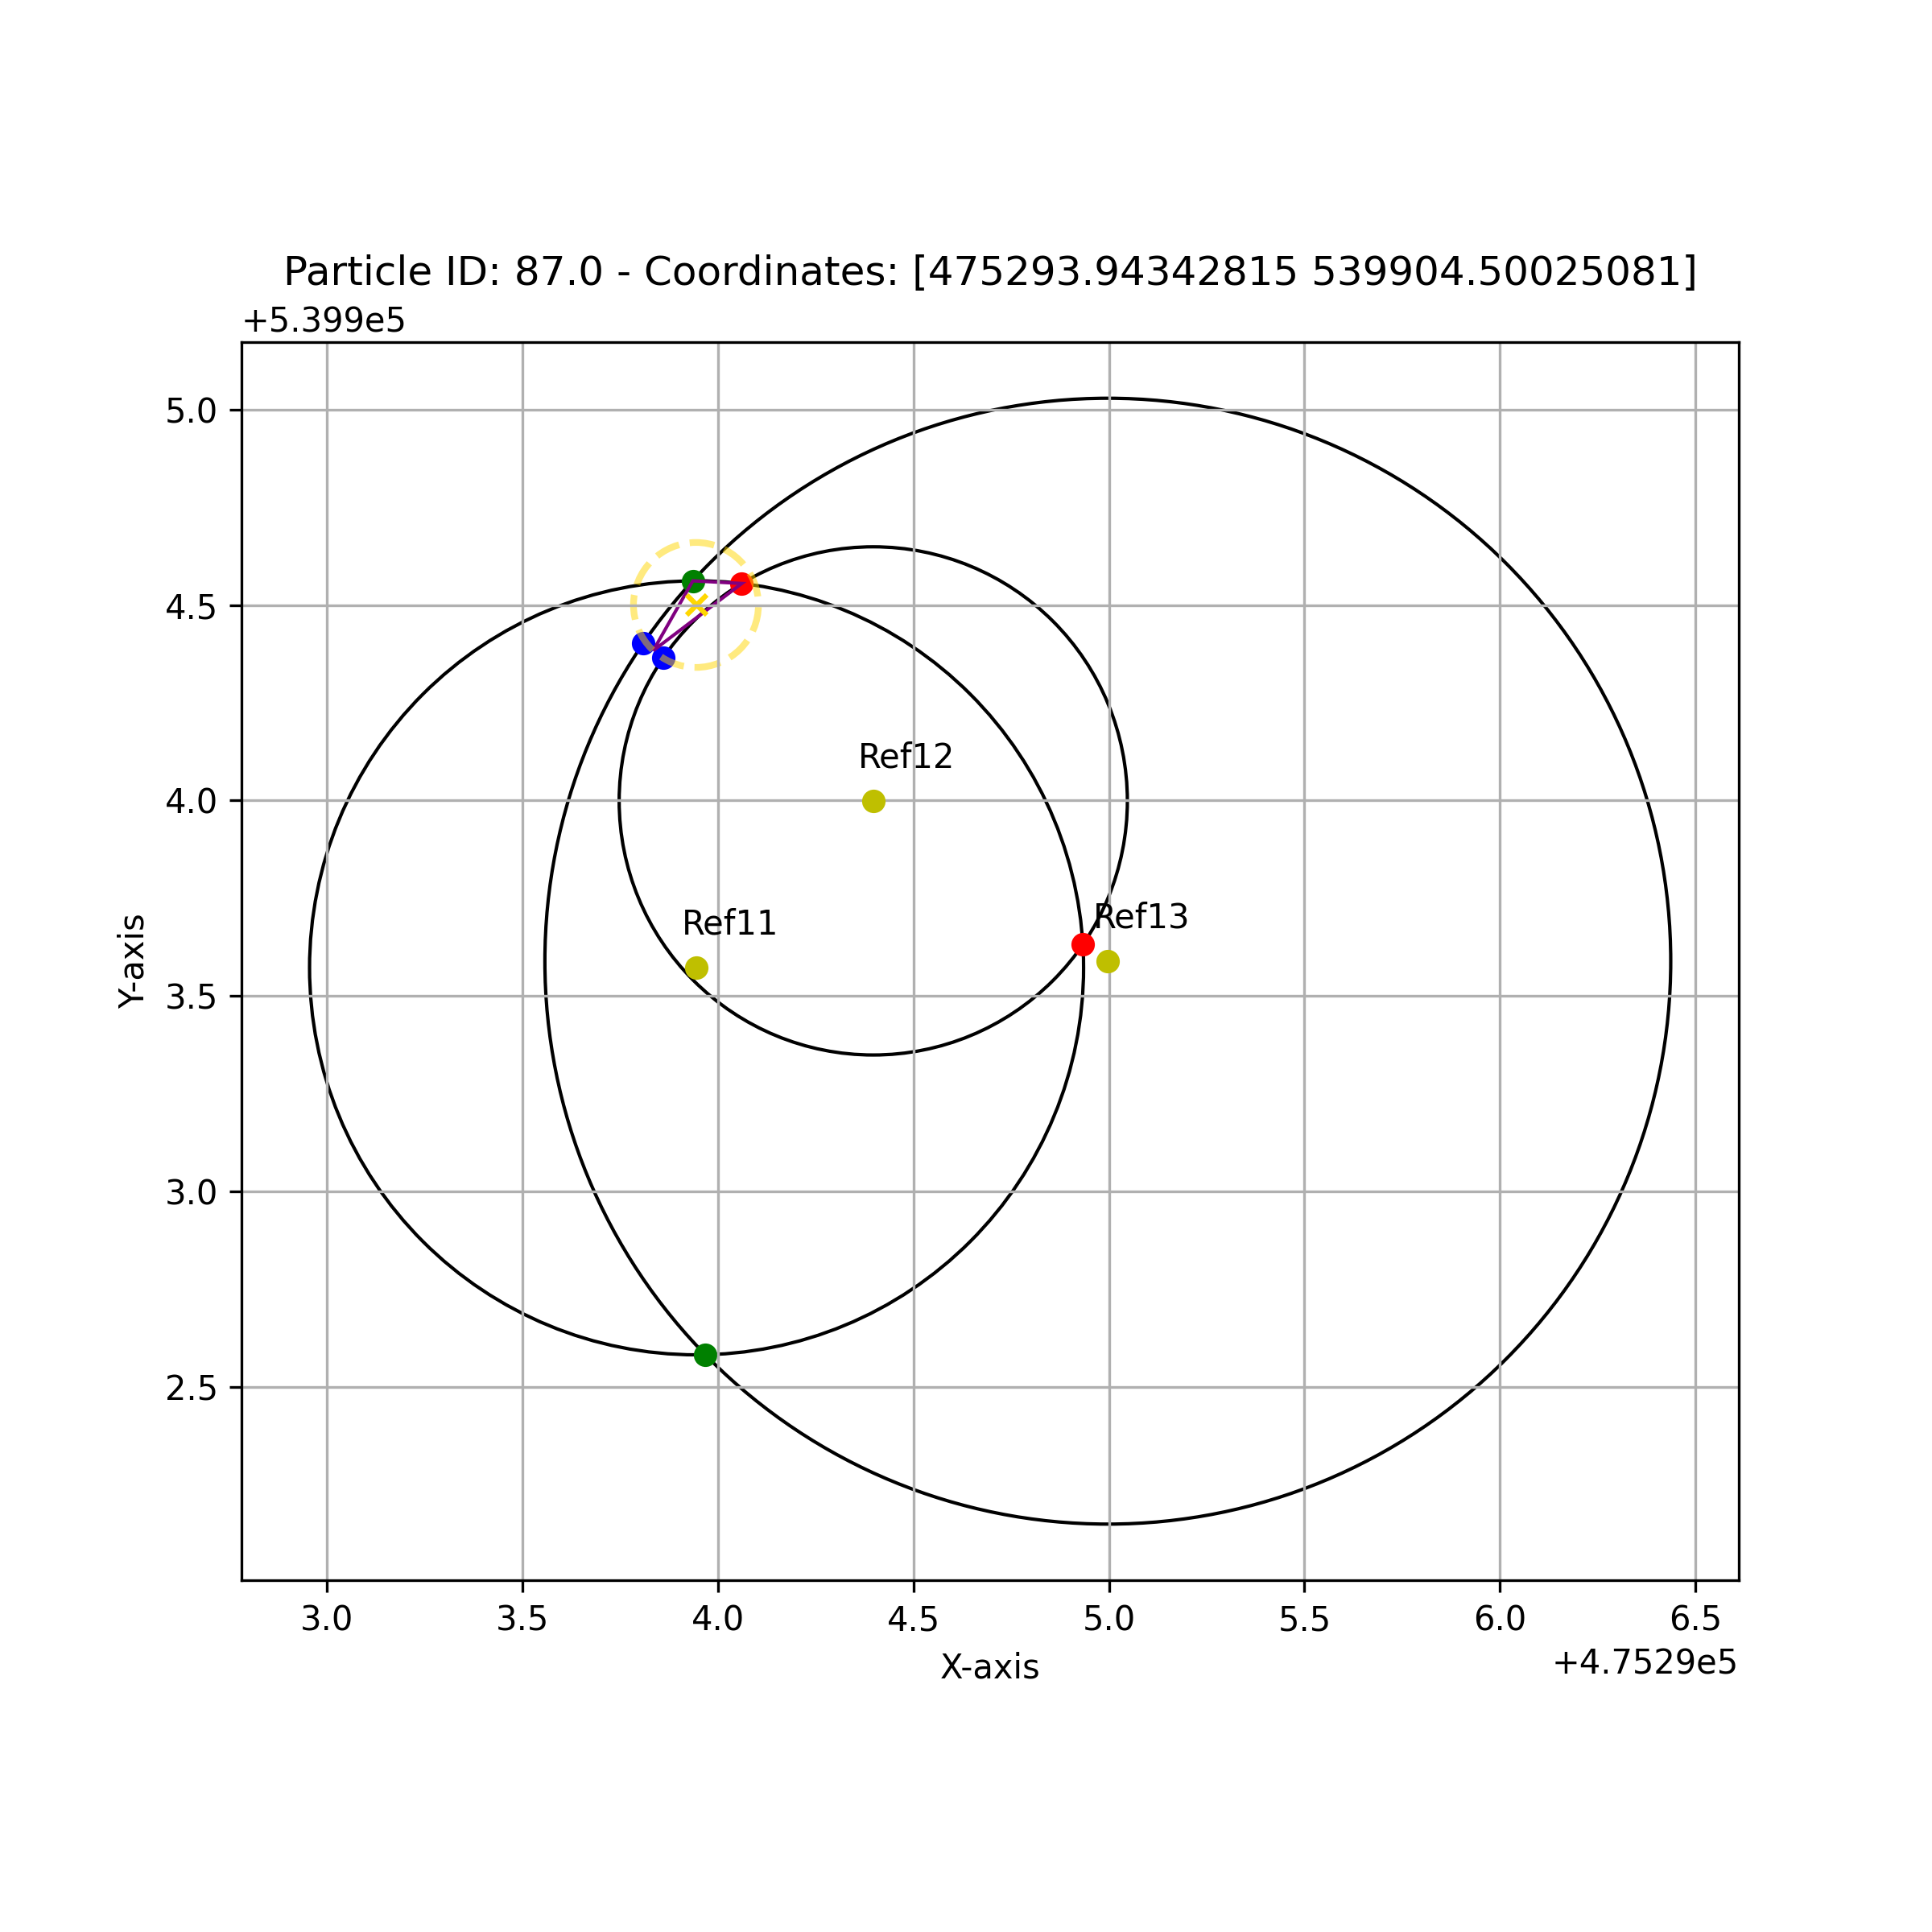 Particle ID: 87.0 - Coordinates: [475293.94342815 539904.50025081]
+5.399e5
5.0
4.5
4.0
3.5
3.0
2.5
Y-axis
Ref12
Ref11
Ref13
3.0 3.5 4.0 4.5 5.0 5.5 6.0 6.5
X-axis
+4.7529e5